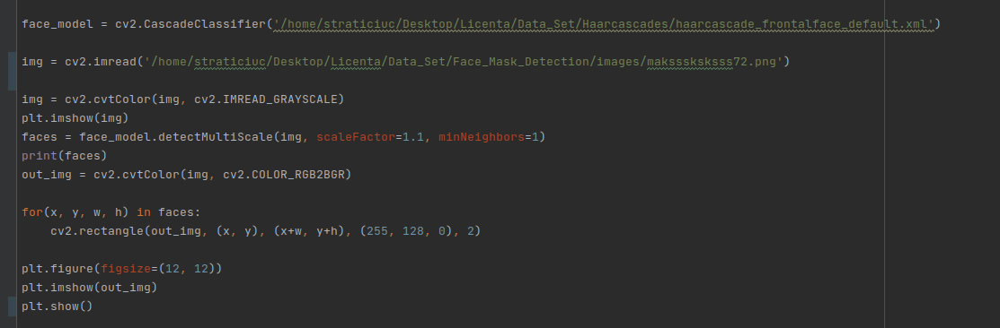 face_model = cv2.CascadeClassifier('/home/straticiuc/Desktop/Licenta/Data_Set/Haarcascades/haarcascade_frontalface_default.xml')
img = cv2.imread('/home/straticiuc/Desktop/Licenta/Data_Set/Face_Mask_Detection/images/maksssksksss72.png')
img = cv2.cvtColor(img, cv2.IMREAD_GRAYSCALE)
plt.imshow(img)
faces = face_model.detectMultiScale(img, scaleFactor=1.1, minNeighbors=1)
print(faces)
out_img = cv2.cvtColor(img, cv2.COLOR_RGB2BGR)
for(x, y, w, h) in faces:
    cv2.rectangle(out_img, (x, y), (x+w, y+h), (255, 128, 0), 2)
plt.figure(figsize=(12, 12))
plt.imshow(out_img)
plt.show()